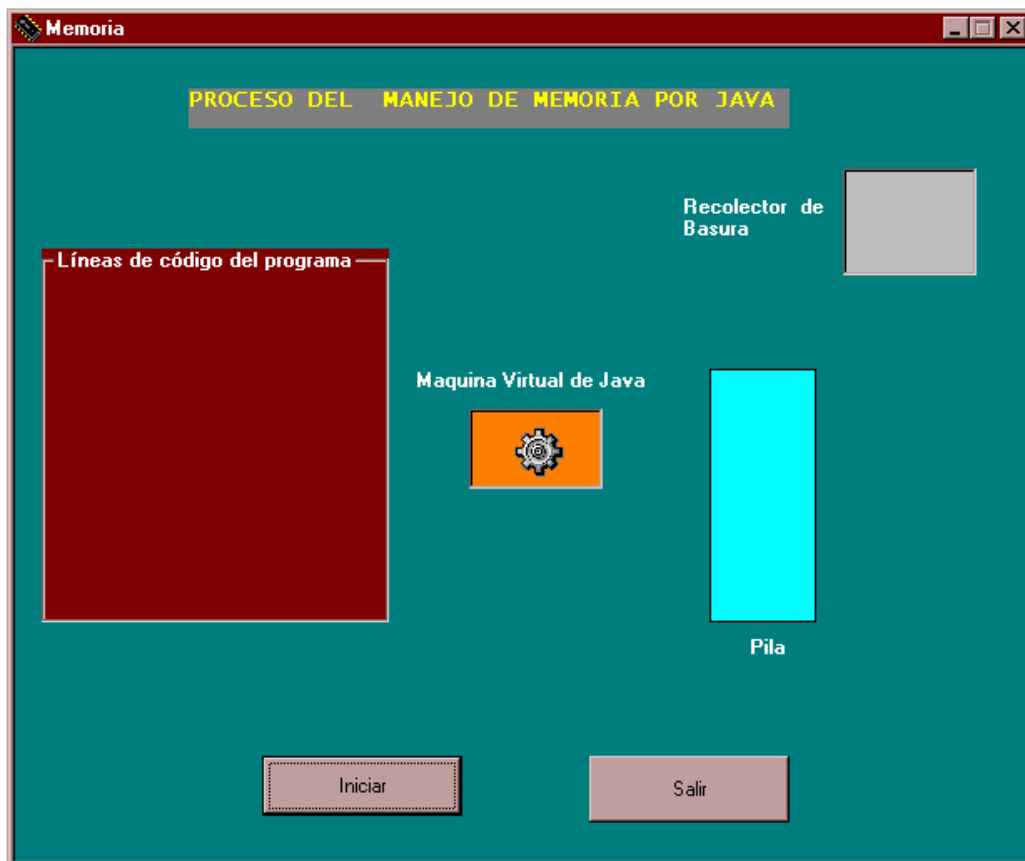 Memoria
PROCESO DEL MANEJO DE MEMORIA POR JAVA
Recolector de
Basura
Líneas de código del programa
Maquina Virtual de Java
Pila
Iniciar
Salir